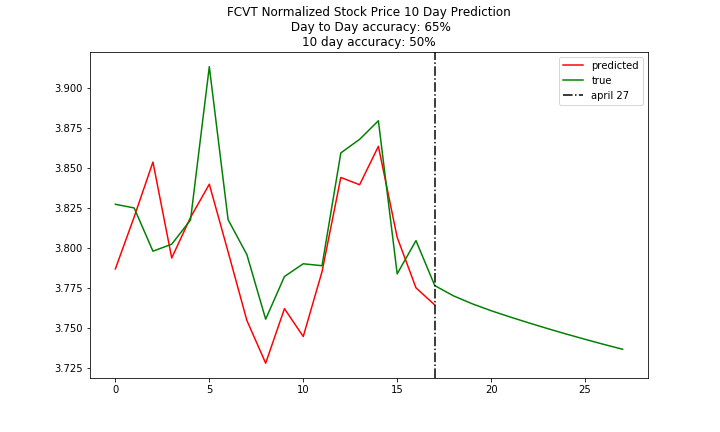 FCVT Normalized Stock Price 10 Day Prediction
Day to Day accuracy: 65%
10 day accuracy: 50%
predicted
true
april 27
3.900
3.875
3.850
3.825
3.800
3.775
3.750
3.725
0 5 10 15 20 25